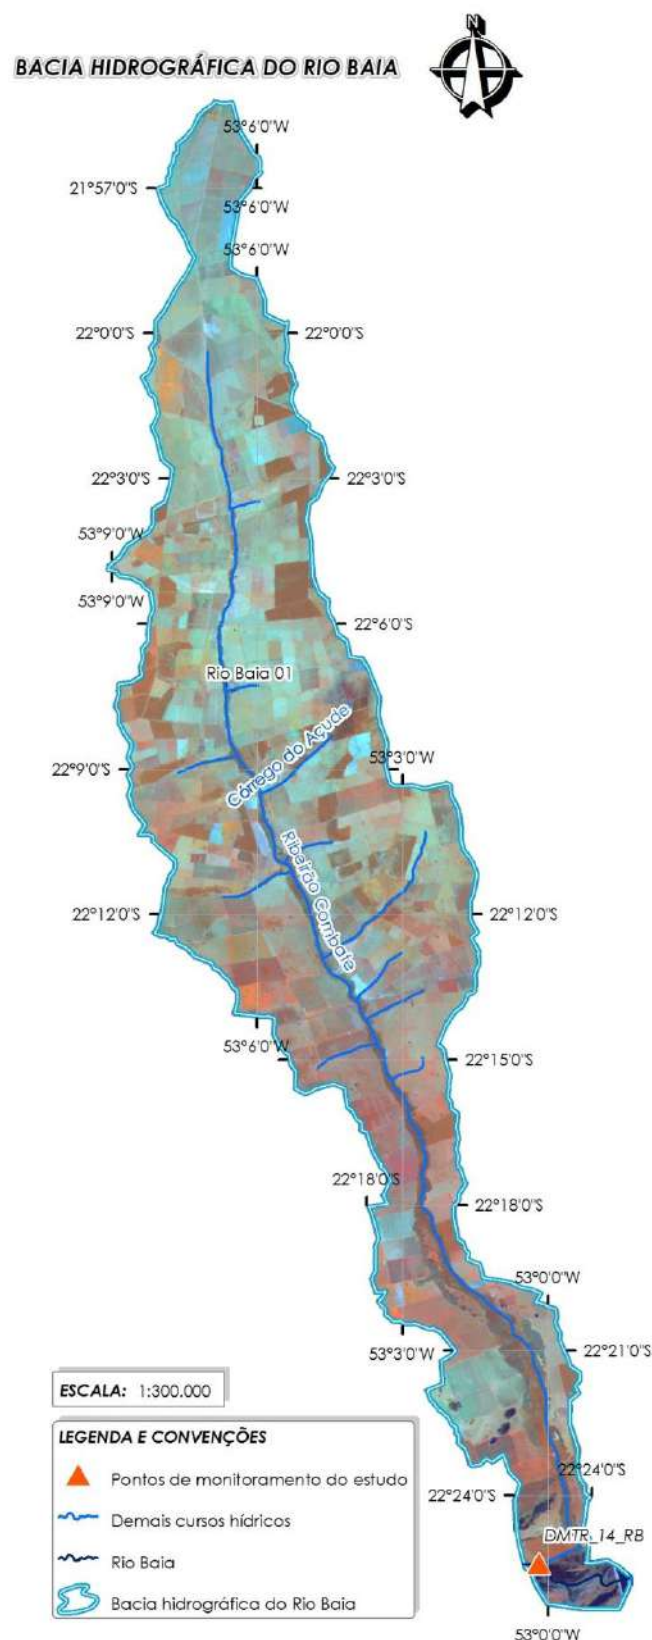 N
BACIA HIDROGRÁFICA DO RIO BAIA
53°6'0"W
21°57'0"S
53°6'0"W
53°6'0"W
22°0'0"S
22°0'0"S
22°3'0"S
22°3'0"S
53°9'0"W
53°9'0"W
22°6'0"S
Rio Baia 01
Córrego do Açude
53°3'0"W
22°9'0"S
Ribeirão Combate
22°12'0"S
22°12'0"S
53°6'0"W
22°15'0"S
22°18'0"S
22°18'0"S
53°0'0"W
53°3'0"W
22°21'0"S
ESCALA: 1:300.000
LEGENDA E CONVENÇÕES
Pontos de monitoramento do estudo
Demais cursos hídricos
Rio Baia
Bacia hidrográfica do Rio Baia
22°24'0"S
22°24'0"S
DMTR_14_RB
53°0'0"W